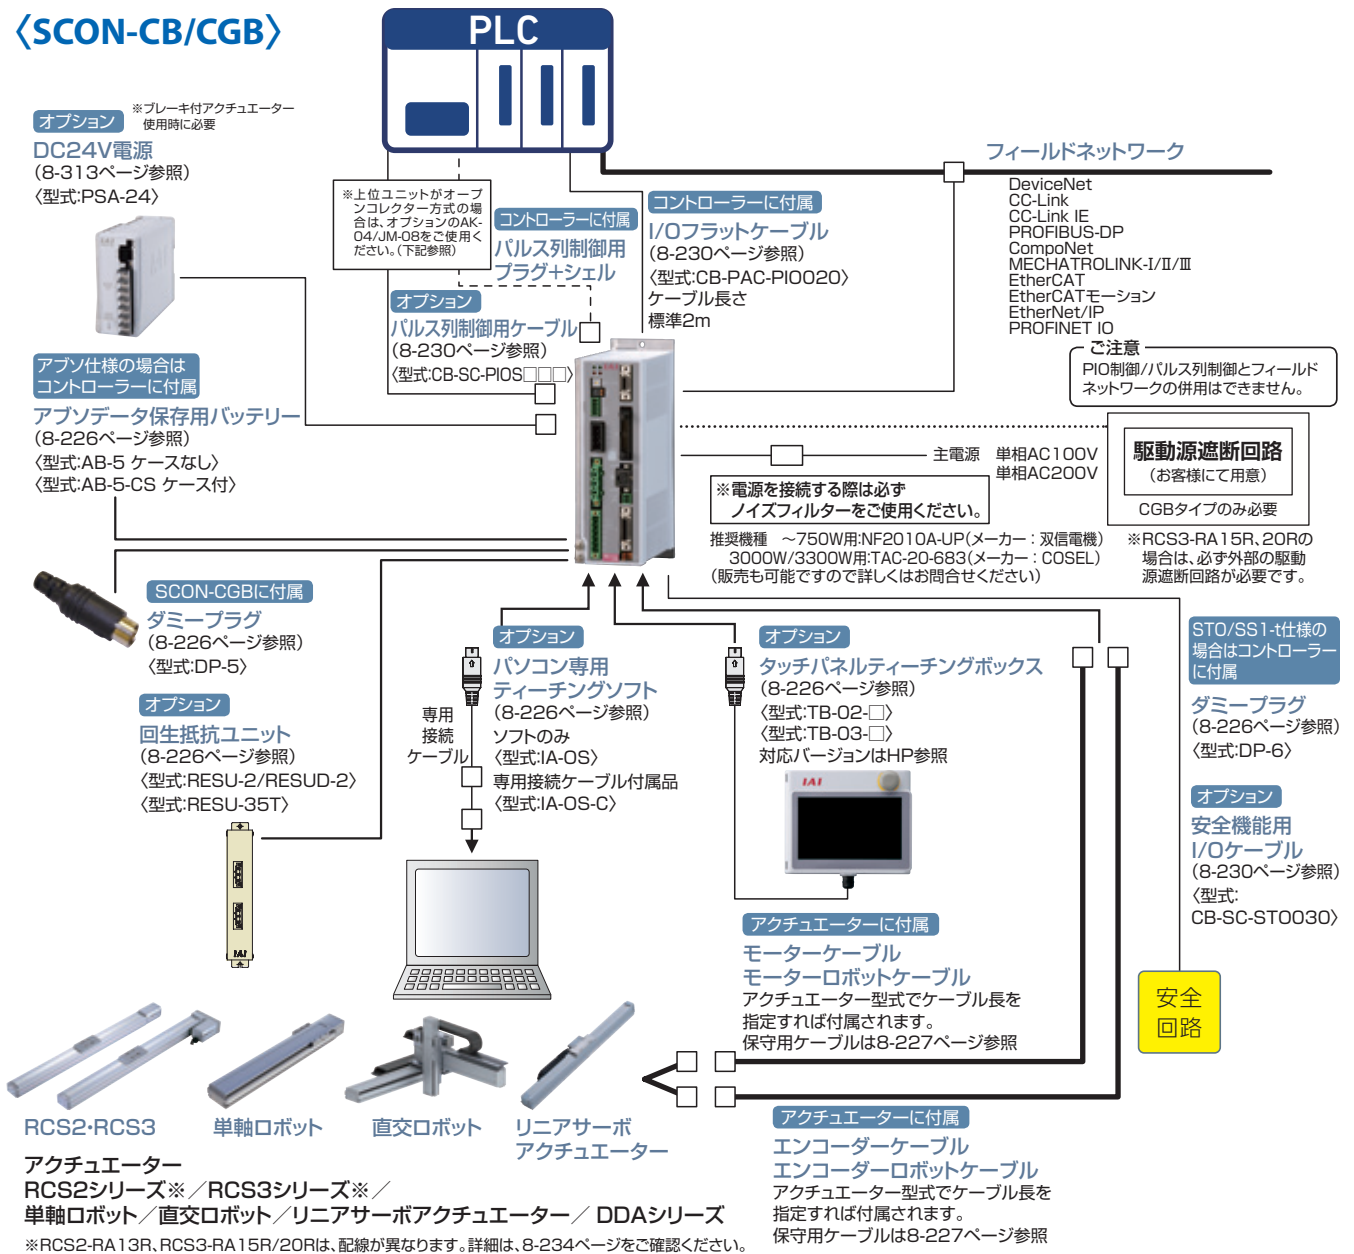 〈SCON-CB/CGB〉
PLC
オプション
※ブレーキ付アクチュエーター
使用時に必要
DC24V電源
(8-313ページ参照)
〈型式:PSA-24〉
※上位ユニットがオープ
ンコレクター方式の場
合は、オプションのAK-
04/JM-08をご使用く
ださい。(下記参照)
コントローラーに付属
パルス列制御用
プラグ+シェル
オプション
パルス列制御用ケーブル
(8-230ページ参照)
〈型式:CB-SC-PIOS□□□〉
コントローラーに付属
I/Oフラットケーブル
(8-230ページ参照)
〈型式:CB-PAC-PIO020〉
ケーブル長さ
標準2m
フィールドネットワーク
DeviceNet
CC-Link
CC-Link IE
PROFIBUS-DP
CompoNet
MECHATROLINK-Ⅰ/Ⅱ/Ⅲ
EtherCAT
EtherCATモーション
EtherNet/IP
PROFINET IO
ご注意
PIO制御/パルス列制御とフィールド
ネットワークの併用はできません。
アブソ仕様の場合は
コントローラーに付属
アブソデータ保存用バッテリー
(8-226ページ参照)
〈型式:AB-5 ケースなし〉
〈型式:AB-5-CS ケース付〉
主電源 単相AC100V
単相AC200V
※電源を接続する際は必ず
ノイズフィルターをご使用ください。
推奨機種 ～750W用:NF2010A-UP(メーカー：双信電機)
3000W/3300W用:TAC-20-683(メーカー：COSEL)
(販売も可能ですので詳しくはお問合せください)
駆動源遮断回路
(お客様にて用意)
CGBタイプのみ必要
※RCS3-RA15R、20Rの
場合は、必ず外部の駆動
源遮断回路が必要です。
SCON-CGBに付属
ダミープラグ
(8-226ページ参照)
〈型式:DP-5〉
オプション
回生抵抗ユニット
(8-226ページ参照)
〈型式:RESU-2/RESUD-2〉
〈型式:RESU-35T〉
IAI
専用
接続
ケーブル
オプション
パソコン専用
ティーチングソフト
(8-226ページ参照)
ソフトのみ
〈型式:IA-OS〉
専用接続ケーブル付属品
〈型式:IA-OS-C〉
オプション
タッチパネルティーチングボックス
(8-226ページ参照)
〈型式:TB-02-□〉
〈型式:TB-03-□〉
対応バージョンはHP参照
IAI
STO/SS1-t仕様の
場合はコントローラー
に付属
ダミープラグ
(8-226ページ参照)
〈型式:DP-6〉
オプション
安全機能用
I/Oケーブル
(8-230ページ参照)
〈型式:
CB-SC-STO030〉
安全
回路
アクチュエーターに付属
モーターケーブル
モーターロボットケーブル
アクチュエーター型式でケーブル長を
指定すれば付属されます。
保守用ケーブルは8-227ページ参照
アクチュエーターに付属
エンコーダーケーブル
エンコーダーロボットケーブル
アクチュエーター型式でケーブル長を
指定すれば付属されます。
保守用ケーブルは8-227ページ参照
RCS2・RCS3
単軸ロボット
直交ロボット
リニアサーボ
アクチュエーター
アクチュエーター
RCS2シリーズ※／RCS3シリーズ※／
単軸ロボット／直交ロボット／リニアサーボアクチュエーター／DDAシリーズ
※RCS2-RA13R、RCS3-RA15R/20Rは、配線が異なります。詳細は、8-234ページをご確認ください。